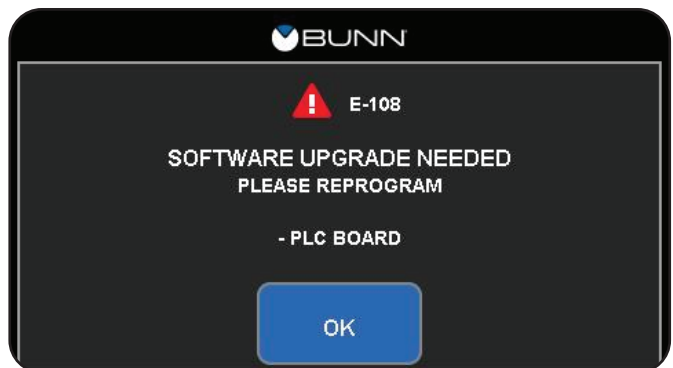 BUNN
E-108
SOFTWARE UPGRADE NEEDED
PLEASE REPROGRAM
- PLC BOARD
OK